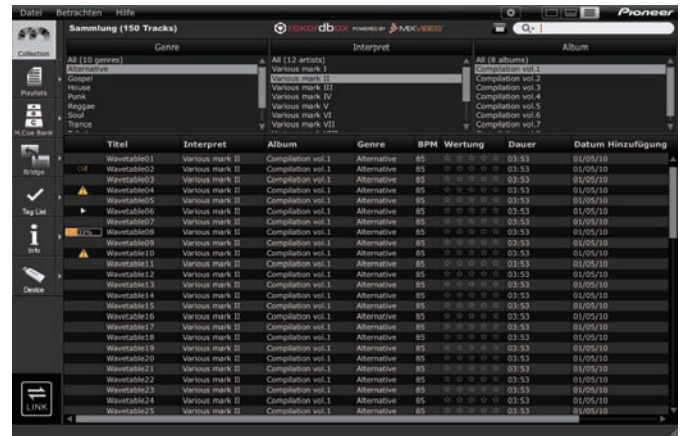 Datei Betrachten Hilfe Pioneer
Sammlung (150 Tracks) rekordbox POWERED BY MIXVIBES
Collection
Genre Interpret Album
All (10 genres) All (12 artists) All (8 albums)
Alternative Various mark I Compilation vol.1
Gospel Various mark II Compilation vol.2
House Various mark III Compilation vol.3
Punk Various mark IV Compilation vol.4
Reggae Various mark V Compilation vol.5
Soul Various mark VI Compilation vol.6
Trance Various mark VII Compilation vol.7
Playlists
H.Cue Bank
Bridge
Tag List
Info
Device
LINK
Titel Interpret Album Genre BPM Wertung Dauer Datum Hinzufügung
Wavetable01 Various mark II Compilation vol.1 Alternative 85 03:53 01/05/10
CUE Wavetable02 Various mark II Compilation vol.1 Alternative 85 03:53 01/05/10
Wavetable03 Various mark II Compilation vol.1 Alternative 85 03:53 01/05/10
Wavetable04 Various mark II Compilation vol.1 Alternative 85 03:53 01/05/10
Wavetable05 Various mark II Compilation vol.1 Alternative 85 03:53 01/05/10
Wavetable06 Various mark II Compilation vol.1 Alternative 85 03:53 01/05/10
Wavetable07 Various mark II Compilation vol.1 Alternative 85 03:53 01/05/10
33% Wavetable08 Various mark II Compilation vol.1 Alternative 85 03:53 01/05/10
Wavetable09 Various mark II Compilation vol.1 Alternative 85 03:53 01/05/10
Wavetable10 Various mark II Compilation vol.1 Alternative 85 03:53 01/05/10
Wavetable11 Various mark II Compilation vol.1 Alternative 85 03:53 01/05/10
Wavetable12 Various mark II Compilation vol.1 Alternative 85 03:53 01/05/10
Wavetable13 Various mark II Compilation vol.1 Alternative 85 03:53 01/05/10
Wavetable14 Various mark II Compilation vol.1 Alternative 85 03:53 01/05/10
Wavetable15 Various mark II Compilation vol.1 Alternative 85 03:53 01/05/10
Wavetable16 Various mark II Compilation vol.1 Alternative 85 03:53 01/05/10
Wavetable17 Various mark II Compilation vol.1 Alternative 85 03:53 01/05/10
Wavetable18 Various mark II Compilation vol.1 Alternative 85 03:53 01/05/10
Wavetable19 Various mark II Compilation vol.1 Alternative 85 03:53 01/05/10
Wavetable20 Various mark II Compilation vol.1 Alternative 85 03:53 01/05/10
Wavetable21 Various mark II Compilation vol.1 Alternative 85 03:53 01/05/10
Wavetable22 Various mark II Compilation vol.1 Alternative 85 03:53 01/05/10
Wavetable23 Various mark II Compilation vol.1 Alternative 85 03:53 01/05/10
Wavetable24 Various mark II Compilation vol.1 Alternative 85 03:53 01/05/10
Wavetable25 Various mark II Compilation vol.1 Alternative 85 03:53 01/05/10